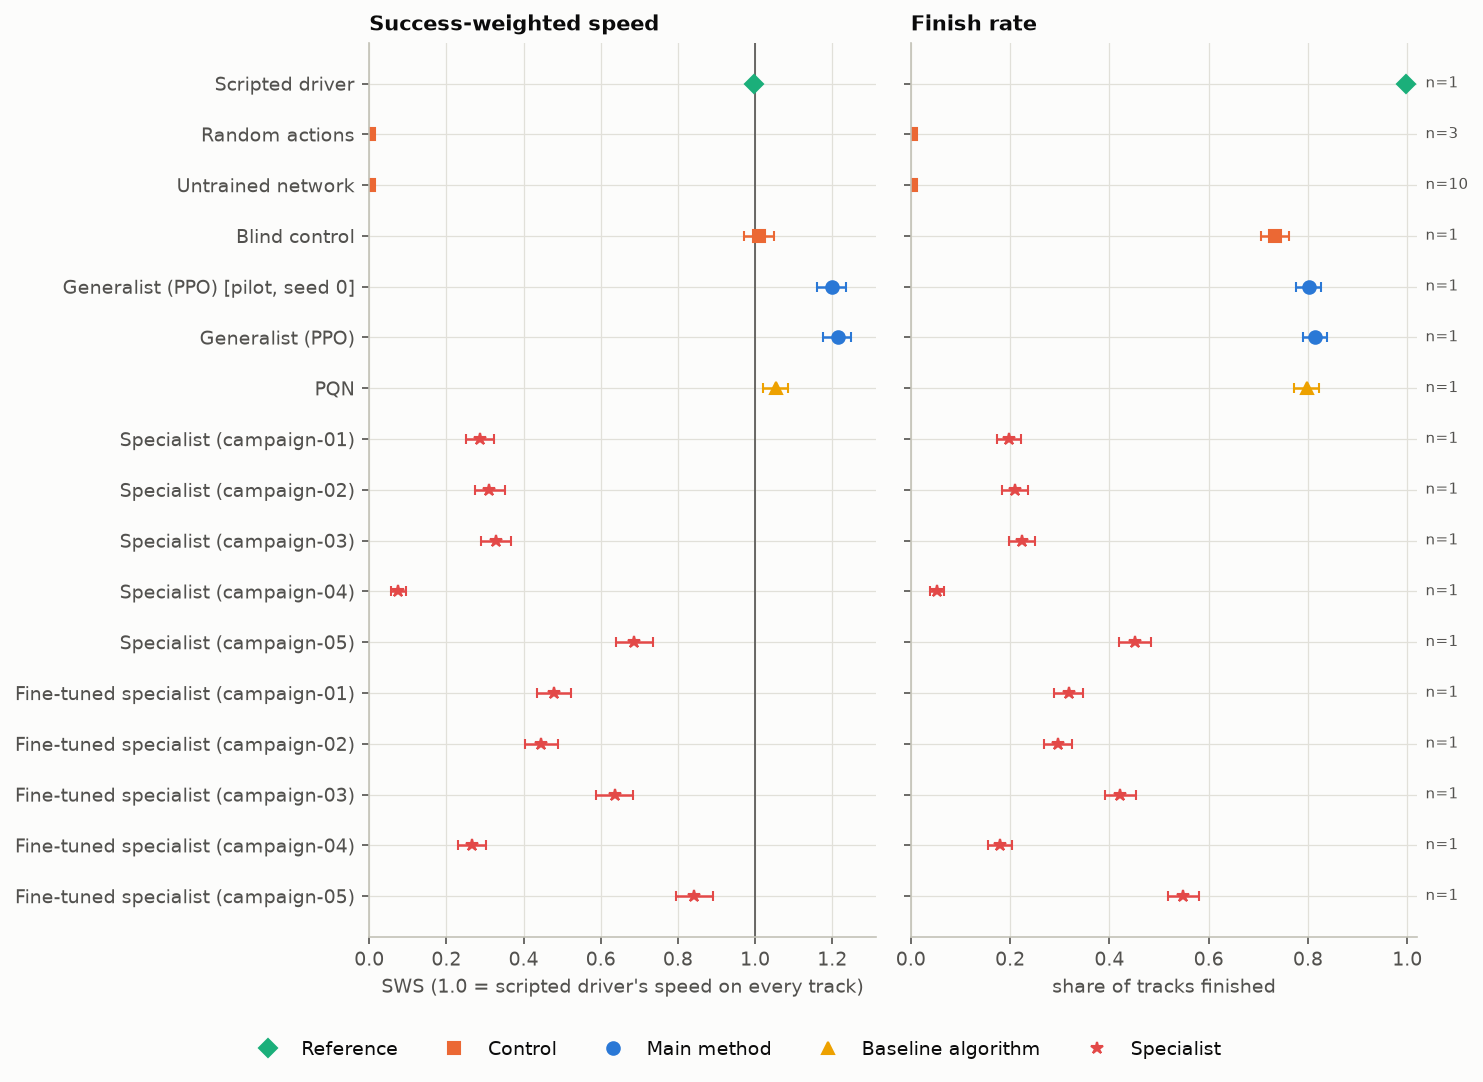 Success-weighted speed
Finish rate
Scripted driver
n=1
Random actions
n=3
Untrained network
n=10
Blind control
n=1
Generalist (PPO) [pilot, seed 0]
n=1
Generalist (PPO)
n=1
PQN
n=1
Specialist (campaign-01)
n=1
Specialist (campaign-02)
n=1
Specialist (campaign-03)
n=1
Specialist (campaign-04)
n=1
Specialist (campaign-05)
n=1
Fine-tuned specialist (campaign-01)
n=1
Fine-tuned specialist (campaign-02)
n=1
Fine-tuned specialist (campaign-03)
n=1
Fine-tuned specialist (campaign-04)
n=1
Fine-tuned specialist (campaign-05)
n=1
0.0 0.2 0.4 0.6 0.8 1.0 1.2
0.0 0.2 0.4 0.6 0.8 1.0
SWS (1.0 = scripted driver's speed on every track)
share of tracks finished
Reference Control Main method Baseline algorithm Specialist